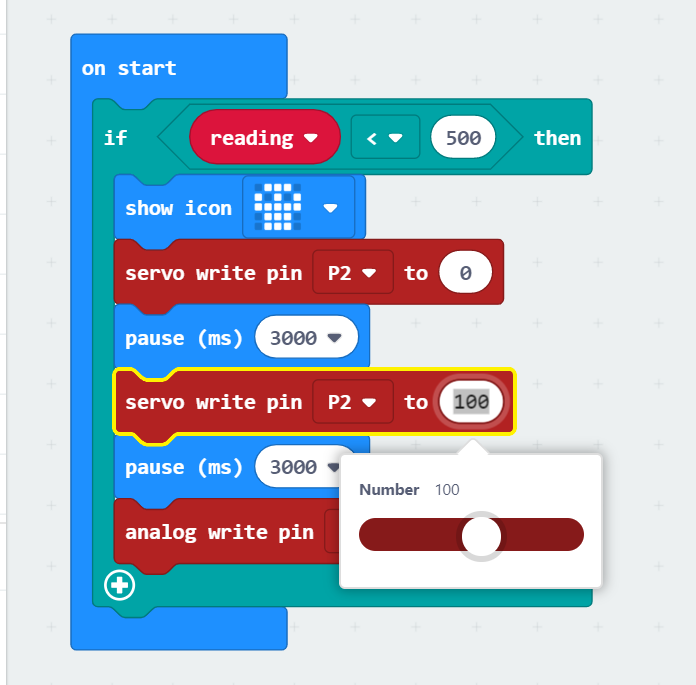 on start
if reading < 500 then
show icon
servo write pin P2 to 0
pause (ms) 3000
servo write pin P2 to 100
pause (ms) 3000
Number 100
analog write pin